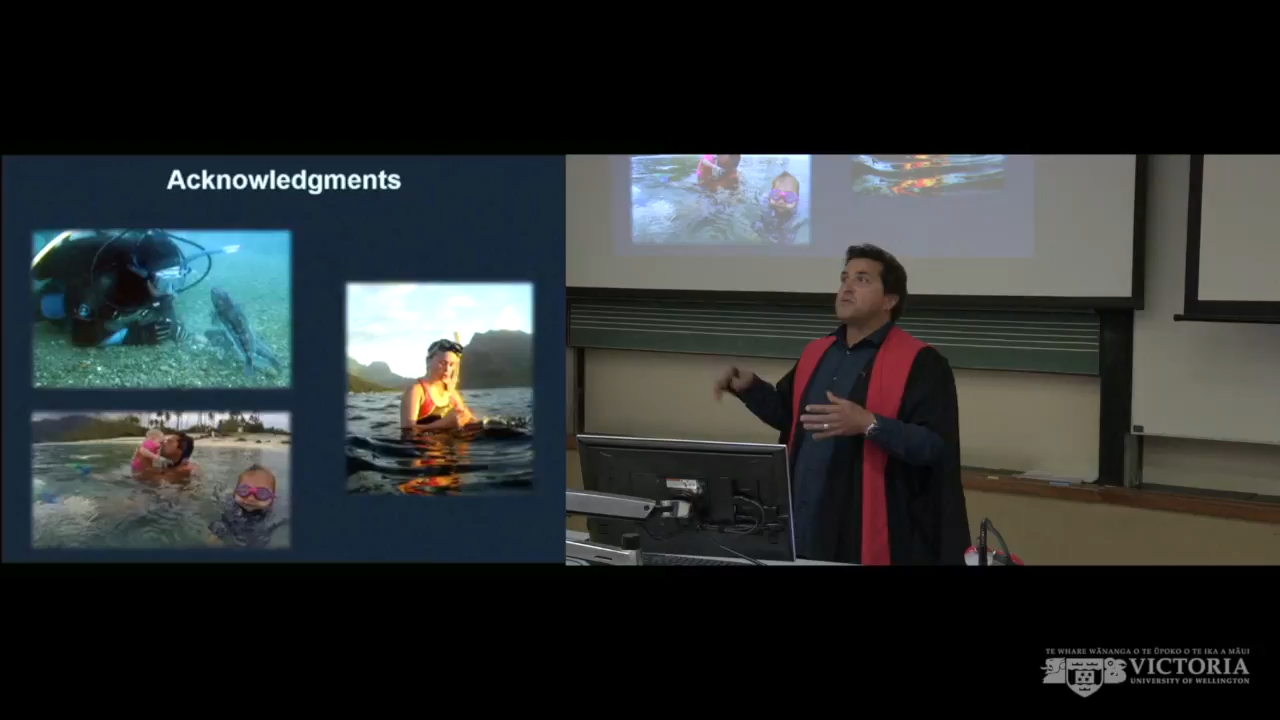 Acknowledgments
TE WHARE WĀNANGA O TE ŪPOKO O TE IKA A MĀUI
VICTORIA
UNIVERSITY OF WELLINGTON